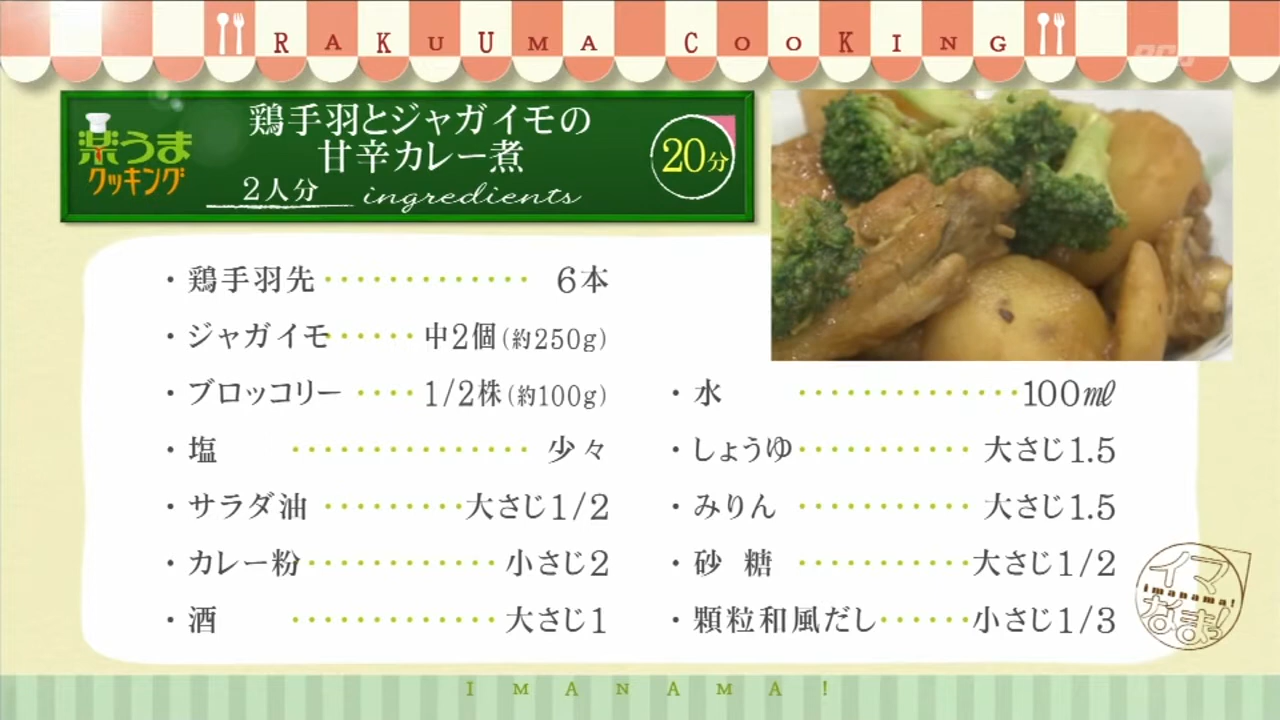 RAKUUMA COOKING
楽うま
クッキング
鶏手羽とジャガイモの
甘辛カレー煮
2人分 ingredients
20分
・鶏手羽先‥‥‥‥‥‥ 6本
・ジャガイモ‥‥‥中2個(約250g)
・ブロッコリー‥‥1/2株(約100g)
・塩 ‥‥‥‥‥‥‥ 少々
・サラダ油 ‥‥‥‥大さじ1/2
・カレー粉‥‥‥‥‥‥小さじ2
・酒 ‥‥‥‥‥‥‥大さじ1
・水 ‥‥‥‥‥‥‥100㎖
・しょうゆ‥‥‥‥‥‥大さじ1.5
・みりん ‥‥‥‥‥‥大さじ1.5
・砂 糖 ‥‥‥‥‥‥大さじ1/2
・顆粒和風だし‥‥‥小さじ1/3
イマ
imanama!
なまっ!
IMANAMA!